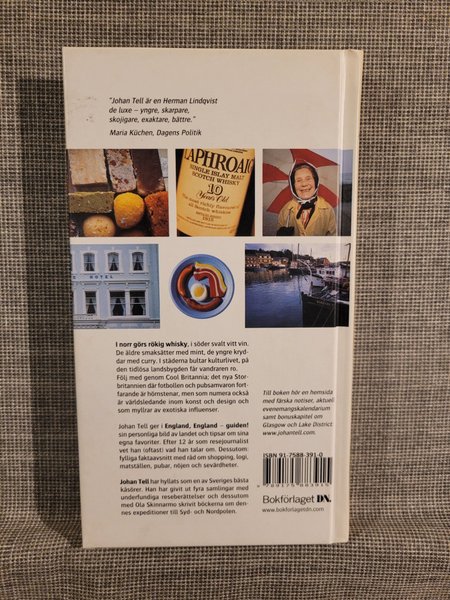 "Johan Tell är en Herman Lindqvist
de luxe – yngre, skarpare,
skojigare, exaktare, bättre."
Maria Küchen, Dagens Politik
LAPHROAIG
SINGLE ISLAY MALT
SCOTCH WHISKY
10
Years Old
The most richly flavoured of
all Scotch whiskies
HOTEL
I norr görs rökig whisky, i söder svalt vitt vin.
De äldre smaksätter med mint, de yngre kryd-
dar med curry. I städerna bultar kulturlivet, på
den tidlösa landsbygden får vandraren ro.
Följ med genom Cool Britannia; det nya Stor-
britannien där fotbollen och pubsamvaron fort-
farande är hörnstenar, men som numera också
är världsledande inom konst och design och
som myllrar av exotiska influenser.
Johan Tell ger i England, England – guiden!
sin personliga bild av landet och tipsar om sina
egna favoriter. Efter 12 år som resejournalist
vet han (oftast) vad han talar om. Dessutom:
fylliga faktaavsnitt med råd om shopping, logi,
matställen, pubar, nöjen och sevärdheter.
Johan Tell har hyllats som en av Sveriges bästa
kåsörer. Han har givit ut fyra samlingar med
underfundiga reseberättelser och dessutom
med Ola Skinnarmo skrivit böckerna om den-
nes expeditioner till Syd- och Nordpolen.
Till boken hör en hemsida
med färska notiser, aktuell
evenemangskalendarium
samt bonuskapitel om
Glasgow och Lake District.
www.johantell.com.
ISBN 91-7588-391-0
9789175883915
Bokförlaget DN.
www.bokforlagetdn.com